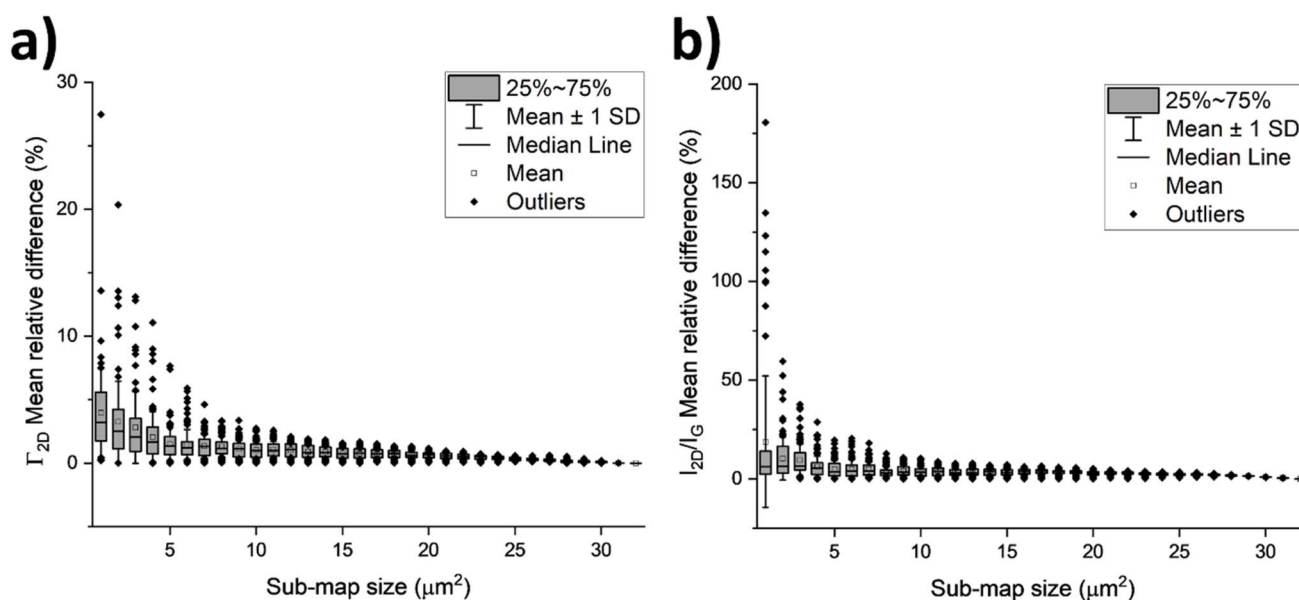 a)
Γ2D Mean relative difference (%)
30
20
10
0
25%~75%
Mean ± 1 SD
Median Line
Mean
Outliers
5 10 15 20 25 30
Sub-map size (μm²)
b)
I2D/IG Mean relative difference (%)
200
150
100
50
0
25%~75%
Mean ± 1 SD
Median Line
Mean
Outliers
5 10 15 20 25 30
Sub-map size (μm²)